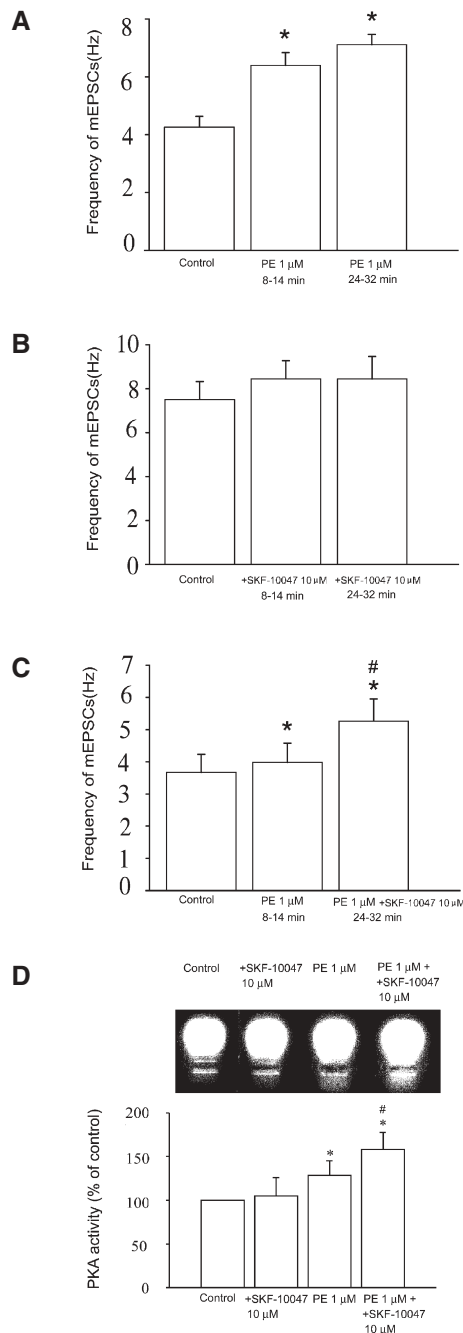 A
Frequency of mEPSCs(Hz)
8
6
4
2
0
*
*
Control
PE 1 µM
8-14 min
PE 1 µM
24-32 min
B
Frequency of mEPSCs(Hz)
10
8
6
4
2
0
Control
+SKF-10047 10 µM
8-14 min
+SKF-10047 10 µM
24-32 min
C
Frequency of mEPSCs(Hz)
7
6
5
4
3
2
1
0
*
#
*
Control
PE 1 µM
8-14 min
PE 1 µM +SKF-10047 10 µM
24-32 min
D
Control
+SKF-10047
10 µM
PE 1 µM
PE 1 µM +
+SKF-10047
10 µM
PKA activity (% of control)
200
150
100
50
0
*
#
*
Control
+SKF-10047
10 µM
PE 1 µM
PE 1 µM +
+SKF-10047
10 µM